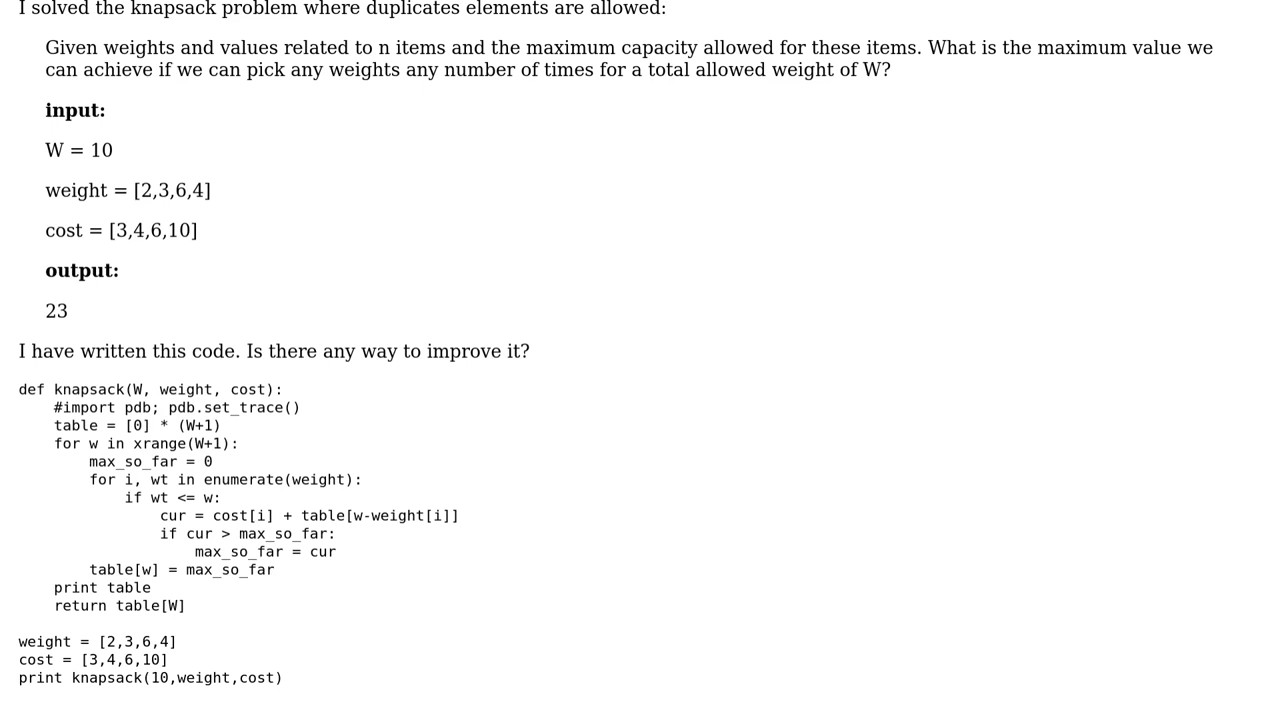 I solved the knapsack problem where duplicates elements are allowed:
Given weights and values related to n items and the maximum capacity allowed for these items. What is the maximum value we
can achieve if we can pick any weights any number of times for a total allowed weight of W?
input:
W = 10
weight = [2,3,6,4]
cost = [3,4,6,10]
output:
23
I have written this code. Is there any way to improve it?
def knapsack(W, weight, cost):
    #import pdb; pdb.set_trace()
    table = [0] * (W+1)
    for w in xrange(W+1):
        max_so_far = 0
        for i, wt in enumerate(weight):
            if wt <= w:
                cur = cost[i] + table[w-weight[i]]
                if cur > max_so_far:
                    max_so_far = cur
        table[w] = max_so_far
    print table
    return table[W]
weight = [2,3,6,4]
cost = [3,4,6,10]
print knapsack(10,weight,cost)